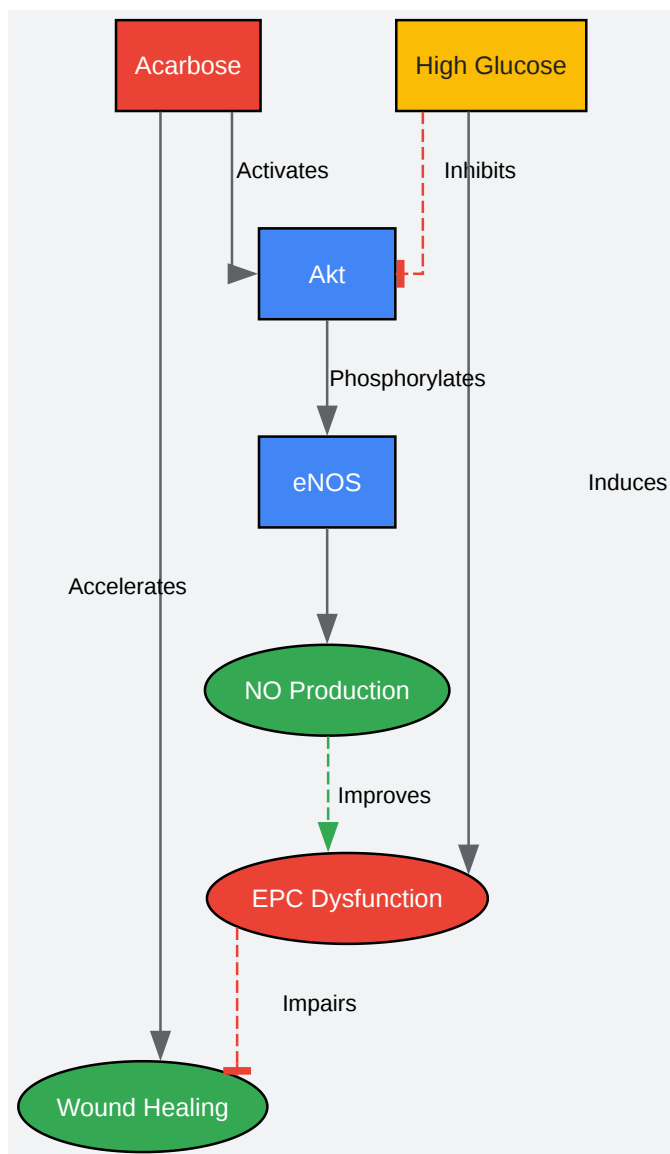 Acarbose
High Glucose
Activates
Inhibits
Akt
Phosphorylates
eNOS
Induces
Accelerates
NO Production
Improves
EPC Dysfunction
Impairs
Wound Healing